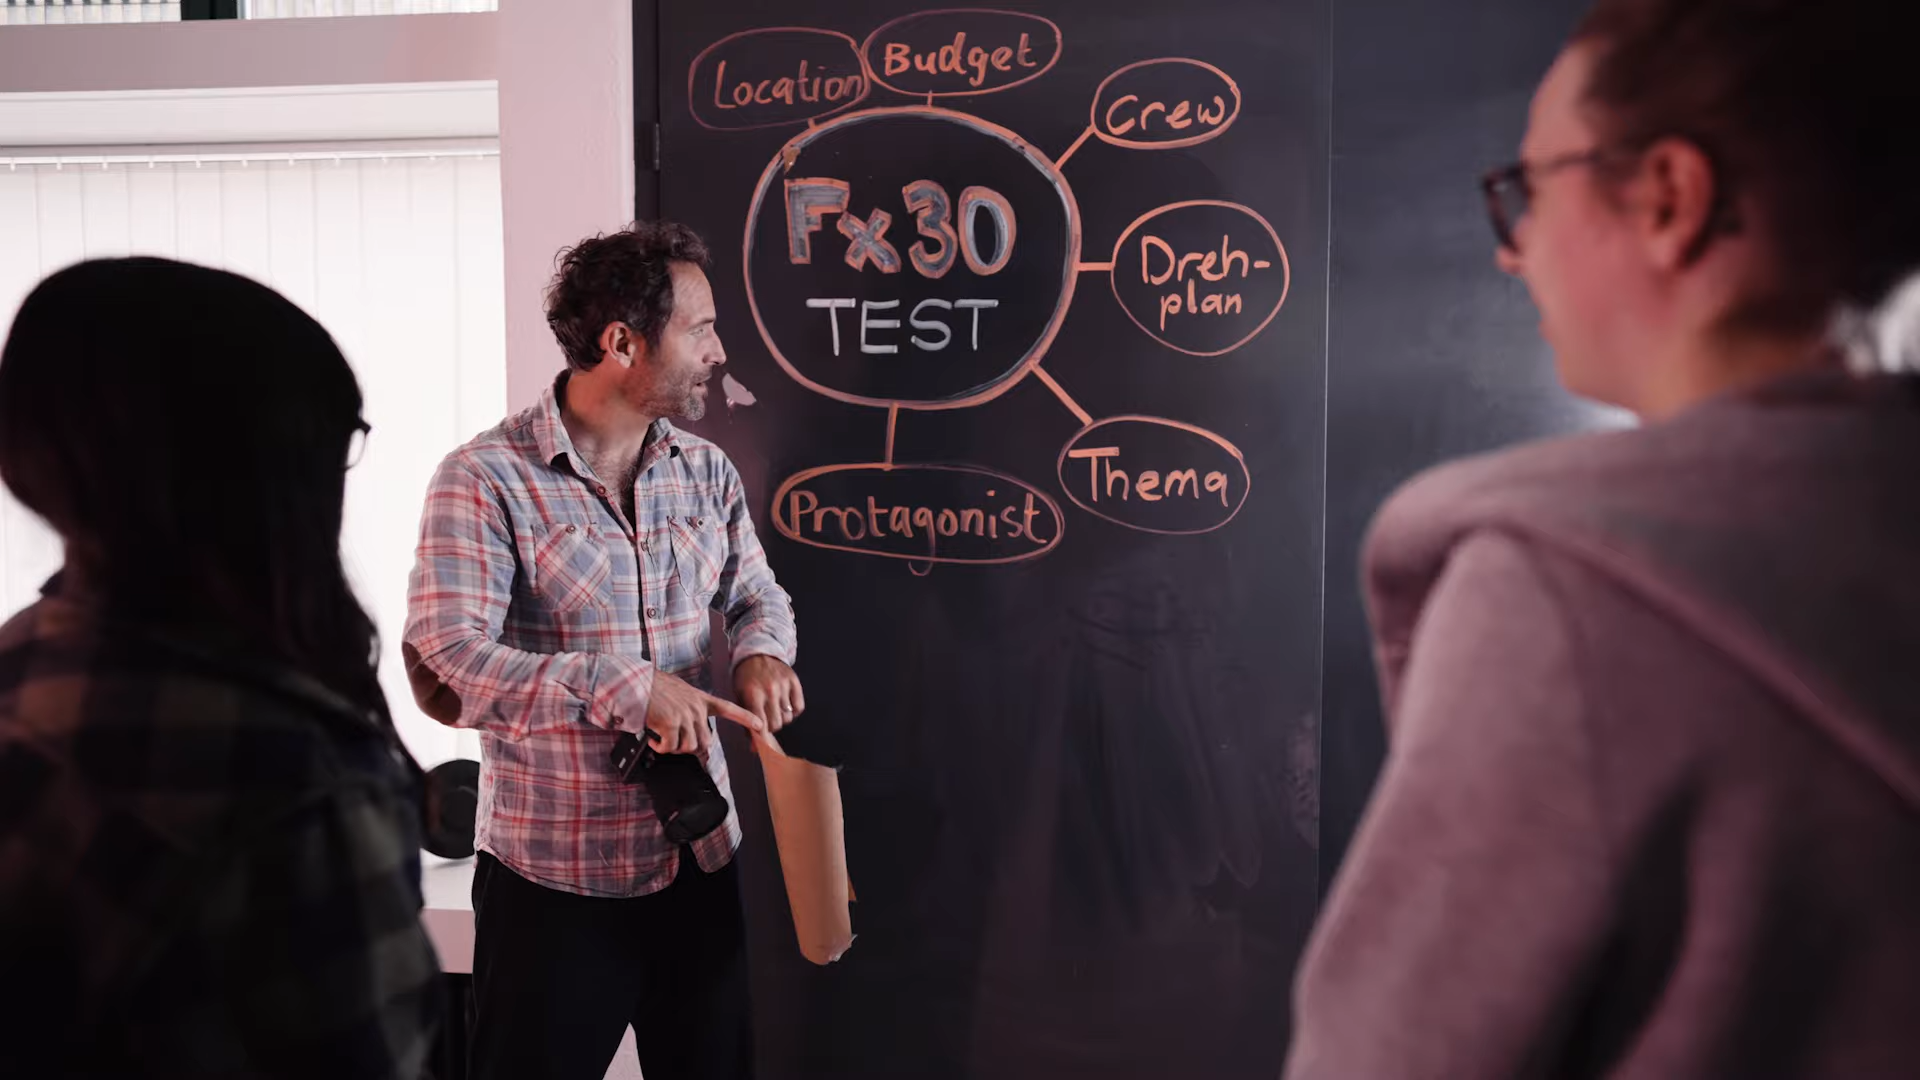 Location
Budget
Crew
Fx30
TEST
Dreh-
plan
Thema
Protagonist